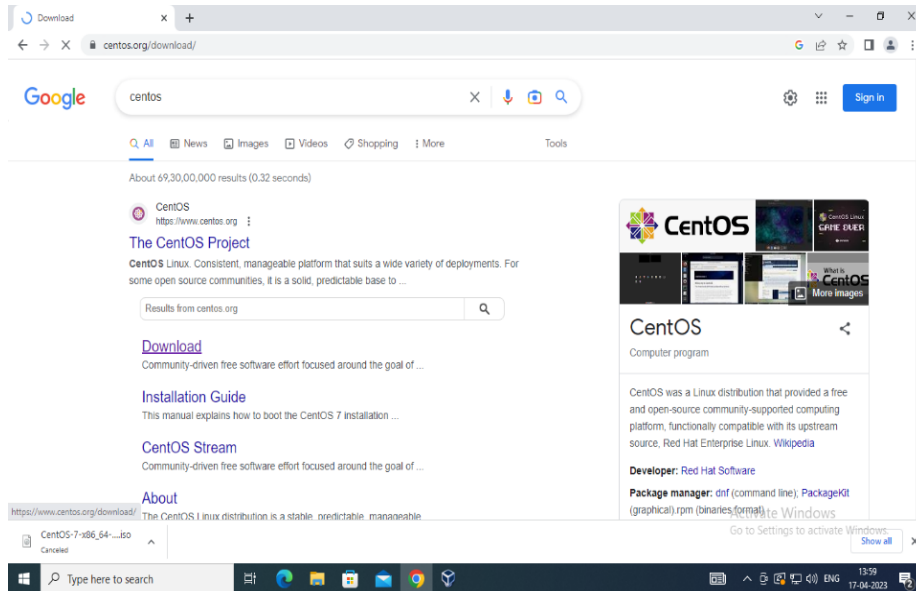 Download
centos.org/download/
Google
centos
Sign in
All News Images Videos Shopping More Tools
About 69,30,00,000 results (0.32 seconds)
CentOS
https://www.centos.org
The CentOS Project
CentOS Linux. Consistent, manageable platform that suits a wide variety of deployments. For
some open source communities, it is a solid, predictable base to ...
Results from centos.org
Download
Community-driven free software effort focused around the goal of ...
Installation Guide
This manual explains how to boot the CentOS 7 installation ...
CentOS Stream
Community-driven free software effort focused around the goal of ...
About
The CentOS Linux distribution is a stable, predictable, manageable
https://www.centos.org/download/
CentOS
CentOS Linux
GAME OVER
What is
CentOS
More images
CentOS
Computer program
CentOS was a Linux distribution that provided a free
and open-source community-supported computing
platform, functionally compatible with its upstream
source, Red Hat Enterprise Linux. Wikipedia
Developer: Red Hat Software
Package manager: dnf (command line); PackageKit
(graphical).rpm (binaries format)
Activate Windows
Go to Settings to activate Windows.
CentOS-7-x86_64-....iso
Canceled
Show all
Type here to search
ENG
13:59
17-04-2023
2